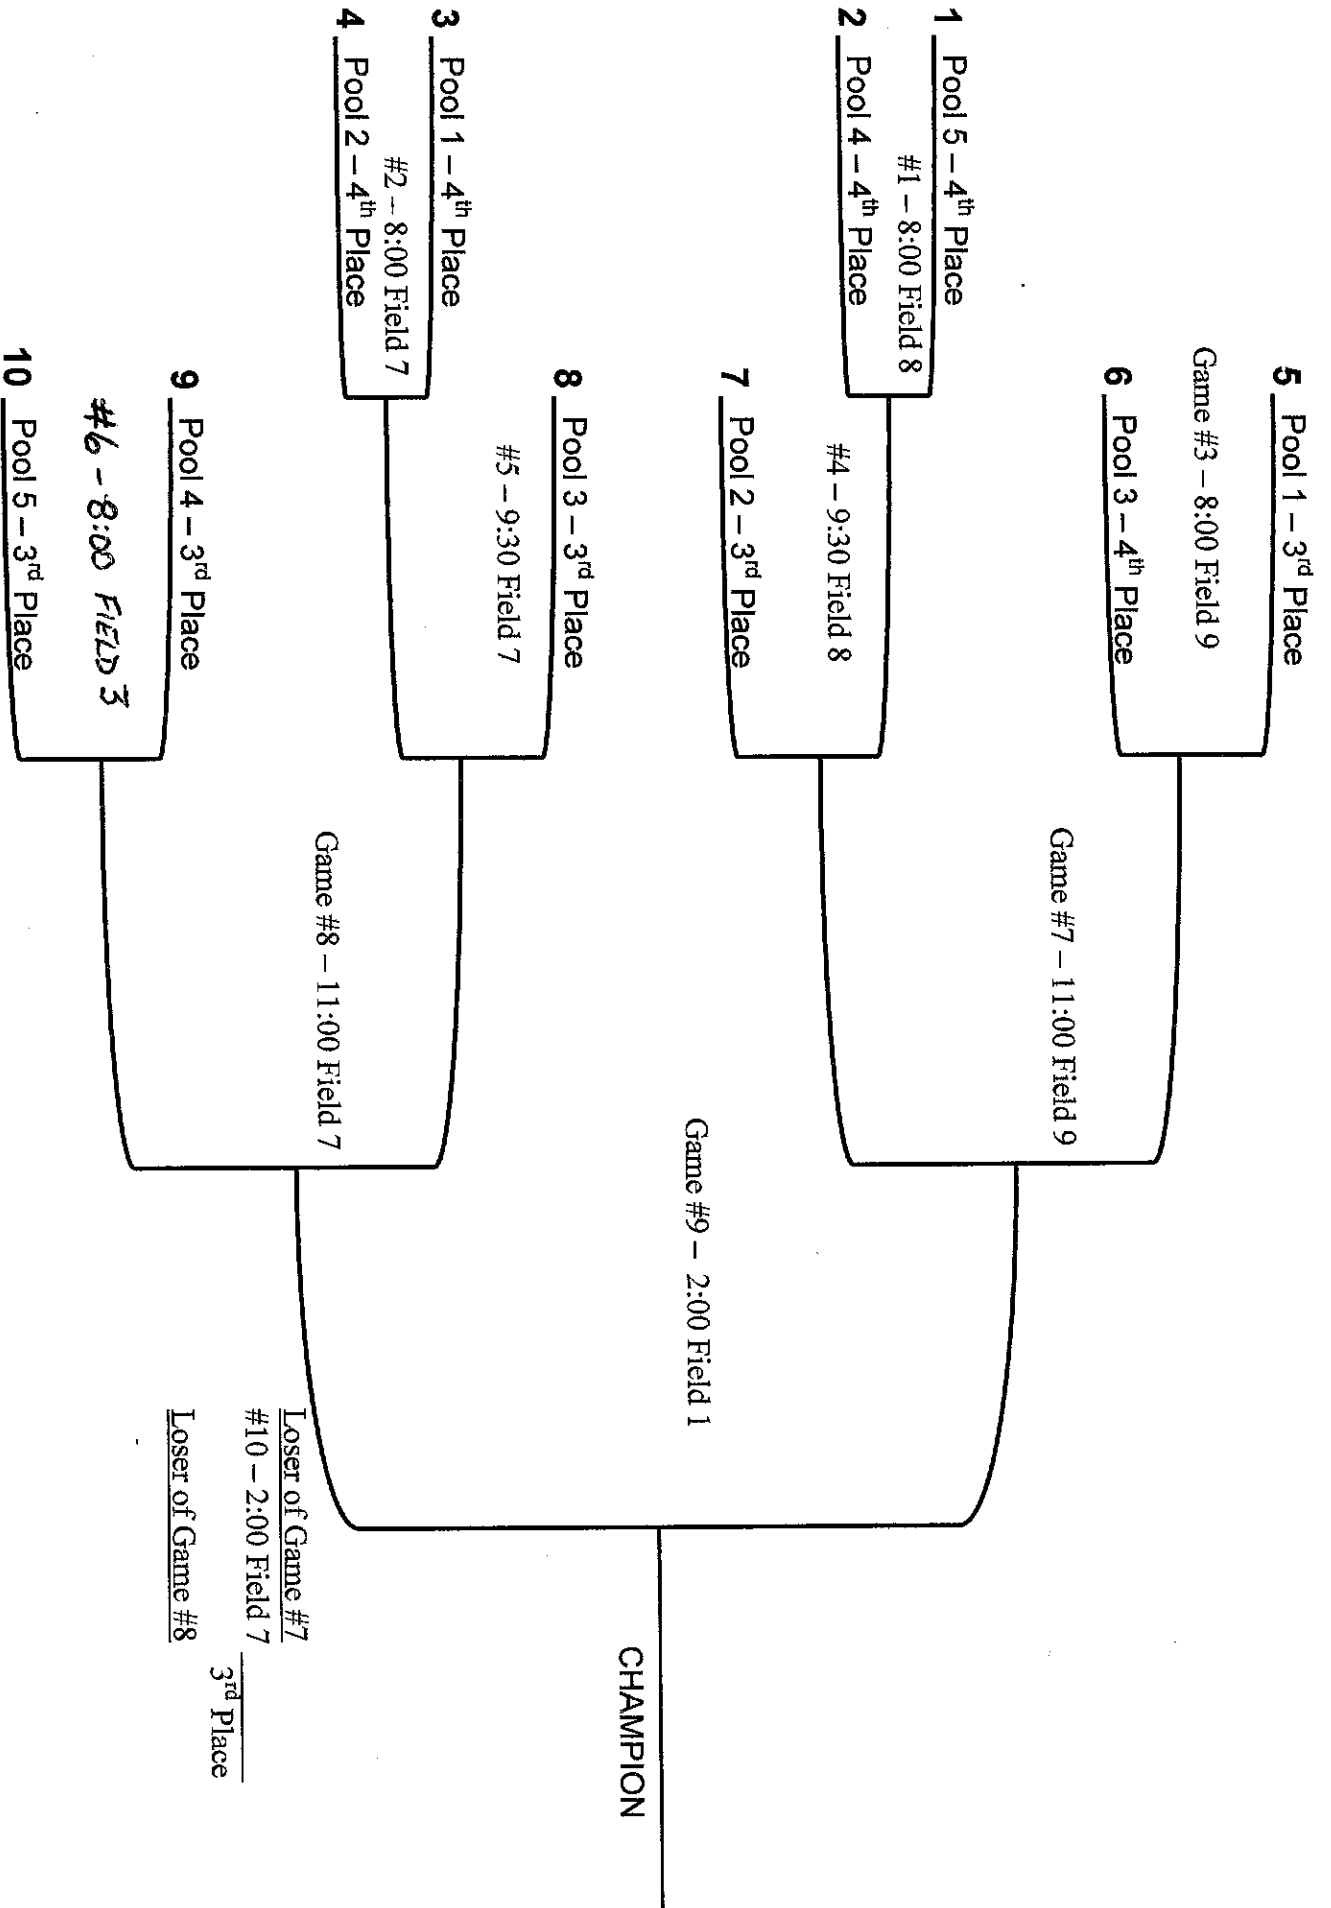 5 Pool 1 – 3rd Place
Game #3 – 8:00 Field 9
6 Pool 3 – 4th Place
Game #7 – 11:00 Field 9
1 Pool 5 – 4th Place
#1 – 8:00 Field 8
2 Pool 4 – 4th Place
#4 – 9:30 Field 8
7 Pool 2 – 3rd Place
Game #9 – 2:00 Field 1
CHAMPION
8 Pool 3 – 3rd Place
#5 – 9:30 Field 7
3 Pool 1 – 4th Place
#2 – 8:00 Field 7
4 Pool 2 – 4th Place
Game #8 – 11:00 Field 7
9 Pool 4 – 3rd Place
#6 - 8:00 FIELD 3
10 Pool 5 – 3rd Place
Loser of Game #7
#10 – 2:00 Field 7
3rd Place
Loser of Game #8